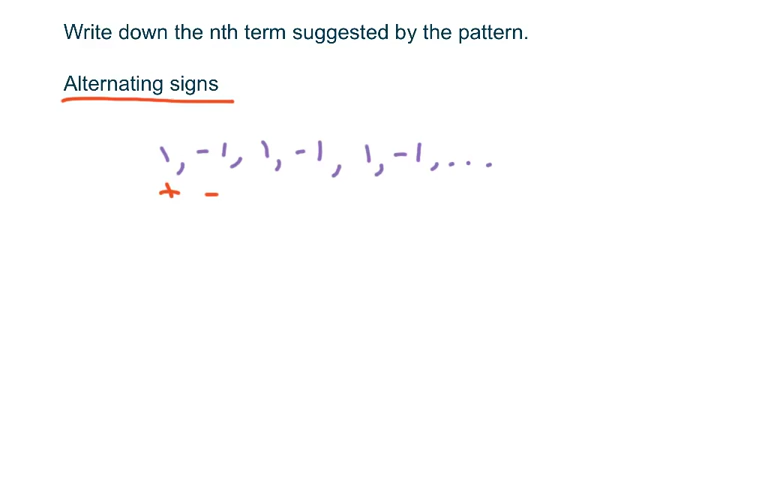 Write down the nth term suggested by the pattern.
Alternating signs
1, -1, 1, -1, 1, -1, ...
+ -